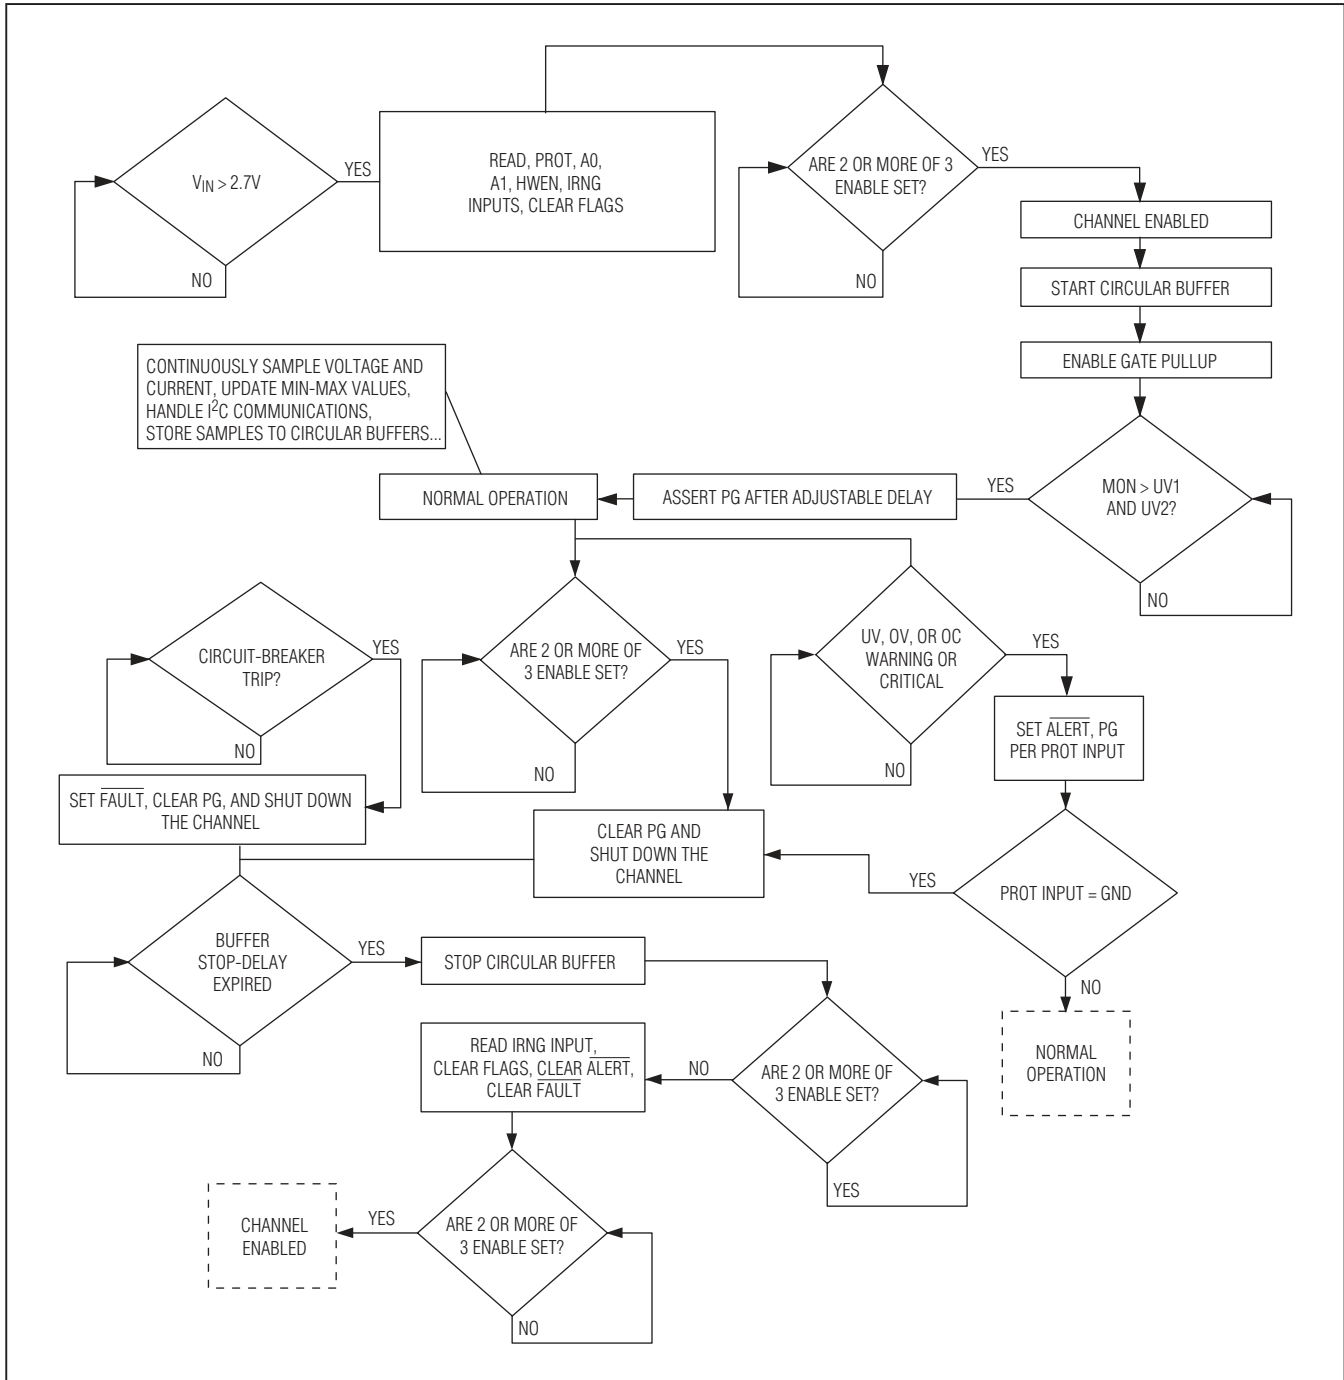 V_IN > 2.7V
YES
NO
READ, PROT, A0,
A1, HWEN, IRNG
INPUTS, CLEAR FLAGS
ARE 2 OR MORE OF 3
ENABLE SET?
YES
NO
CHANNEL ENABLED
START CIRCULAR BUFFER
ENABLE GATE PULLUP
MON > UV1
AND UV2?
YES
NO
ASSERT PG AFTER ADJUSTABLE DELAY
NORMAL OPERATION
CONTINUOUSLY SAMPLE VOLTAGE AND
CURRENT, UPDATE MIN-MAX VALUES,
HANDLE I²C COMMUNICATIONS,
STORE SAMPLES TO CIRCULAR BUFFERS...
CIRCUIT-BREAKER
TRIP?
YES
NO
ARE 2 OR MORE OF
3 ENABLE SET?
YES
NO
UV, OV, OR OC
WARNING OR
CRITICAL
YES
NO
SET ALERT, PG
PER PROT INPUT
SET FAULT, CLEAR PG, AND SHUT DOWN
THE CHANNEL
CLEAR PG AND
SHUT DOWN THE
CHANNEL
PROT INPUT = GND
YES
NO
NORMAL
OPERATION
BUFFER
STOP-DELAY
EXPIRED
YES
NO
STOP CIRCULAR BUFFER
ARE 2 OR MORE OF
3 ENABLE SET?
NO
YES
READ IRNG INPUT,
CLEAR FLAGS, CLEAR ALERT,
CLEAR FAULT
ARE 2 OR MORE OF
3 ENABLE SET?
YES
NO
CHANNEL
ENABLED